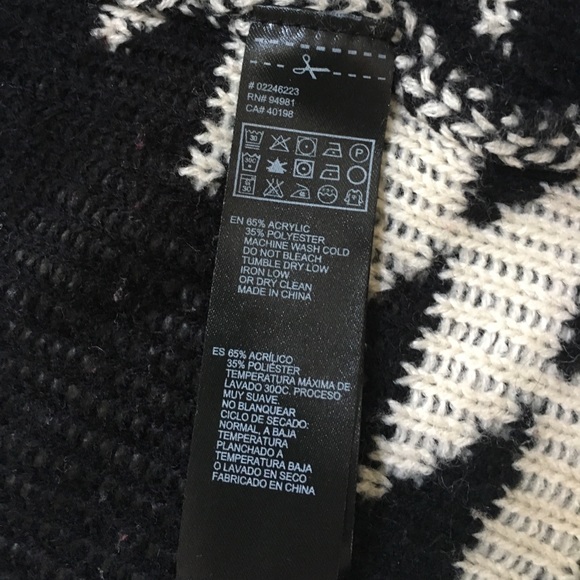 # 02246223
RN# 94981
CA# 40198
EN 65% ACRYLIC
35% POLYESTER
MACHINE WASH COLD
DO NOT BLEACH
TUMBLE DRY LOW
IRON LOW
OR DRY CLEAN
MADE IN CHINA
ES 65% ACRÍLICO
35% POLIÉSTER
TEMPERATURA MÁXIMA DE
LAVADO 300C. PROCESO
MUY SUAVE.
NO BLANQUEAR
CICLO DE SECADO:
NORMAL, A BAJA
TEMPERATURA
PLANCHADO A
TEMPERATURA BAJA
O LAVADO EN SECO
FABRICADO EN CHINA